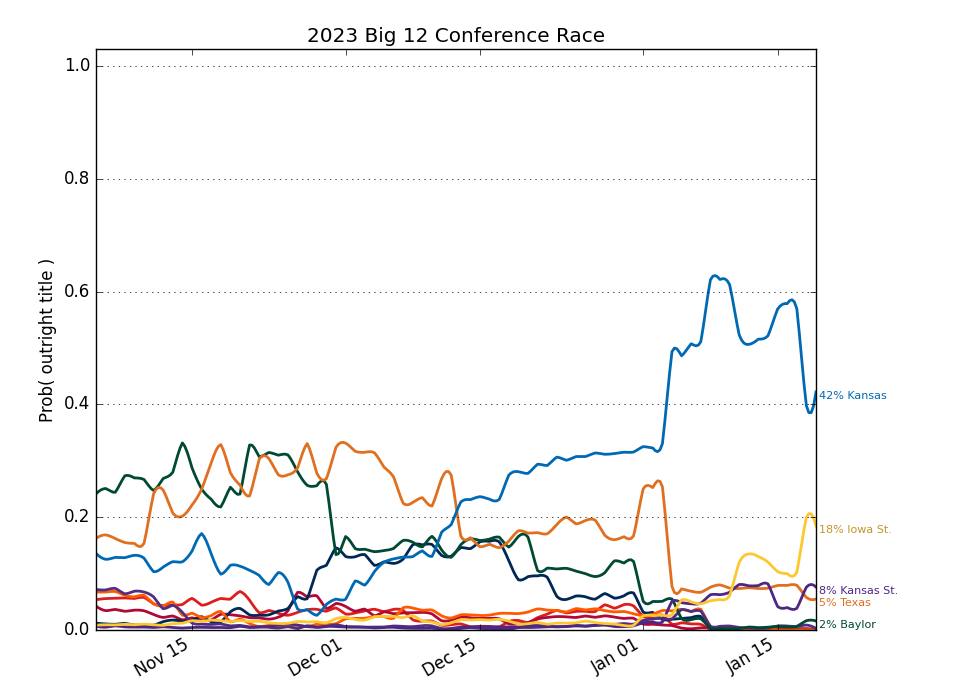 2023 Big 12 Conference Race
1.0
0.8
0.6
0.4
0.2
0.0
Prob( outright title )
42% Kansas
18% Iowa St.
8% Kansas St.
5% Texas
2% Baylor
Nov 15
Dec 01
Dec 15
Jan 01
Jan 15